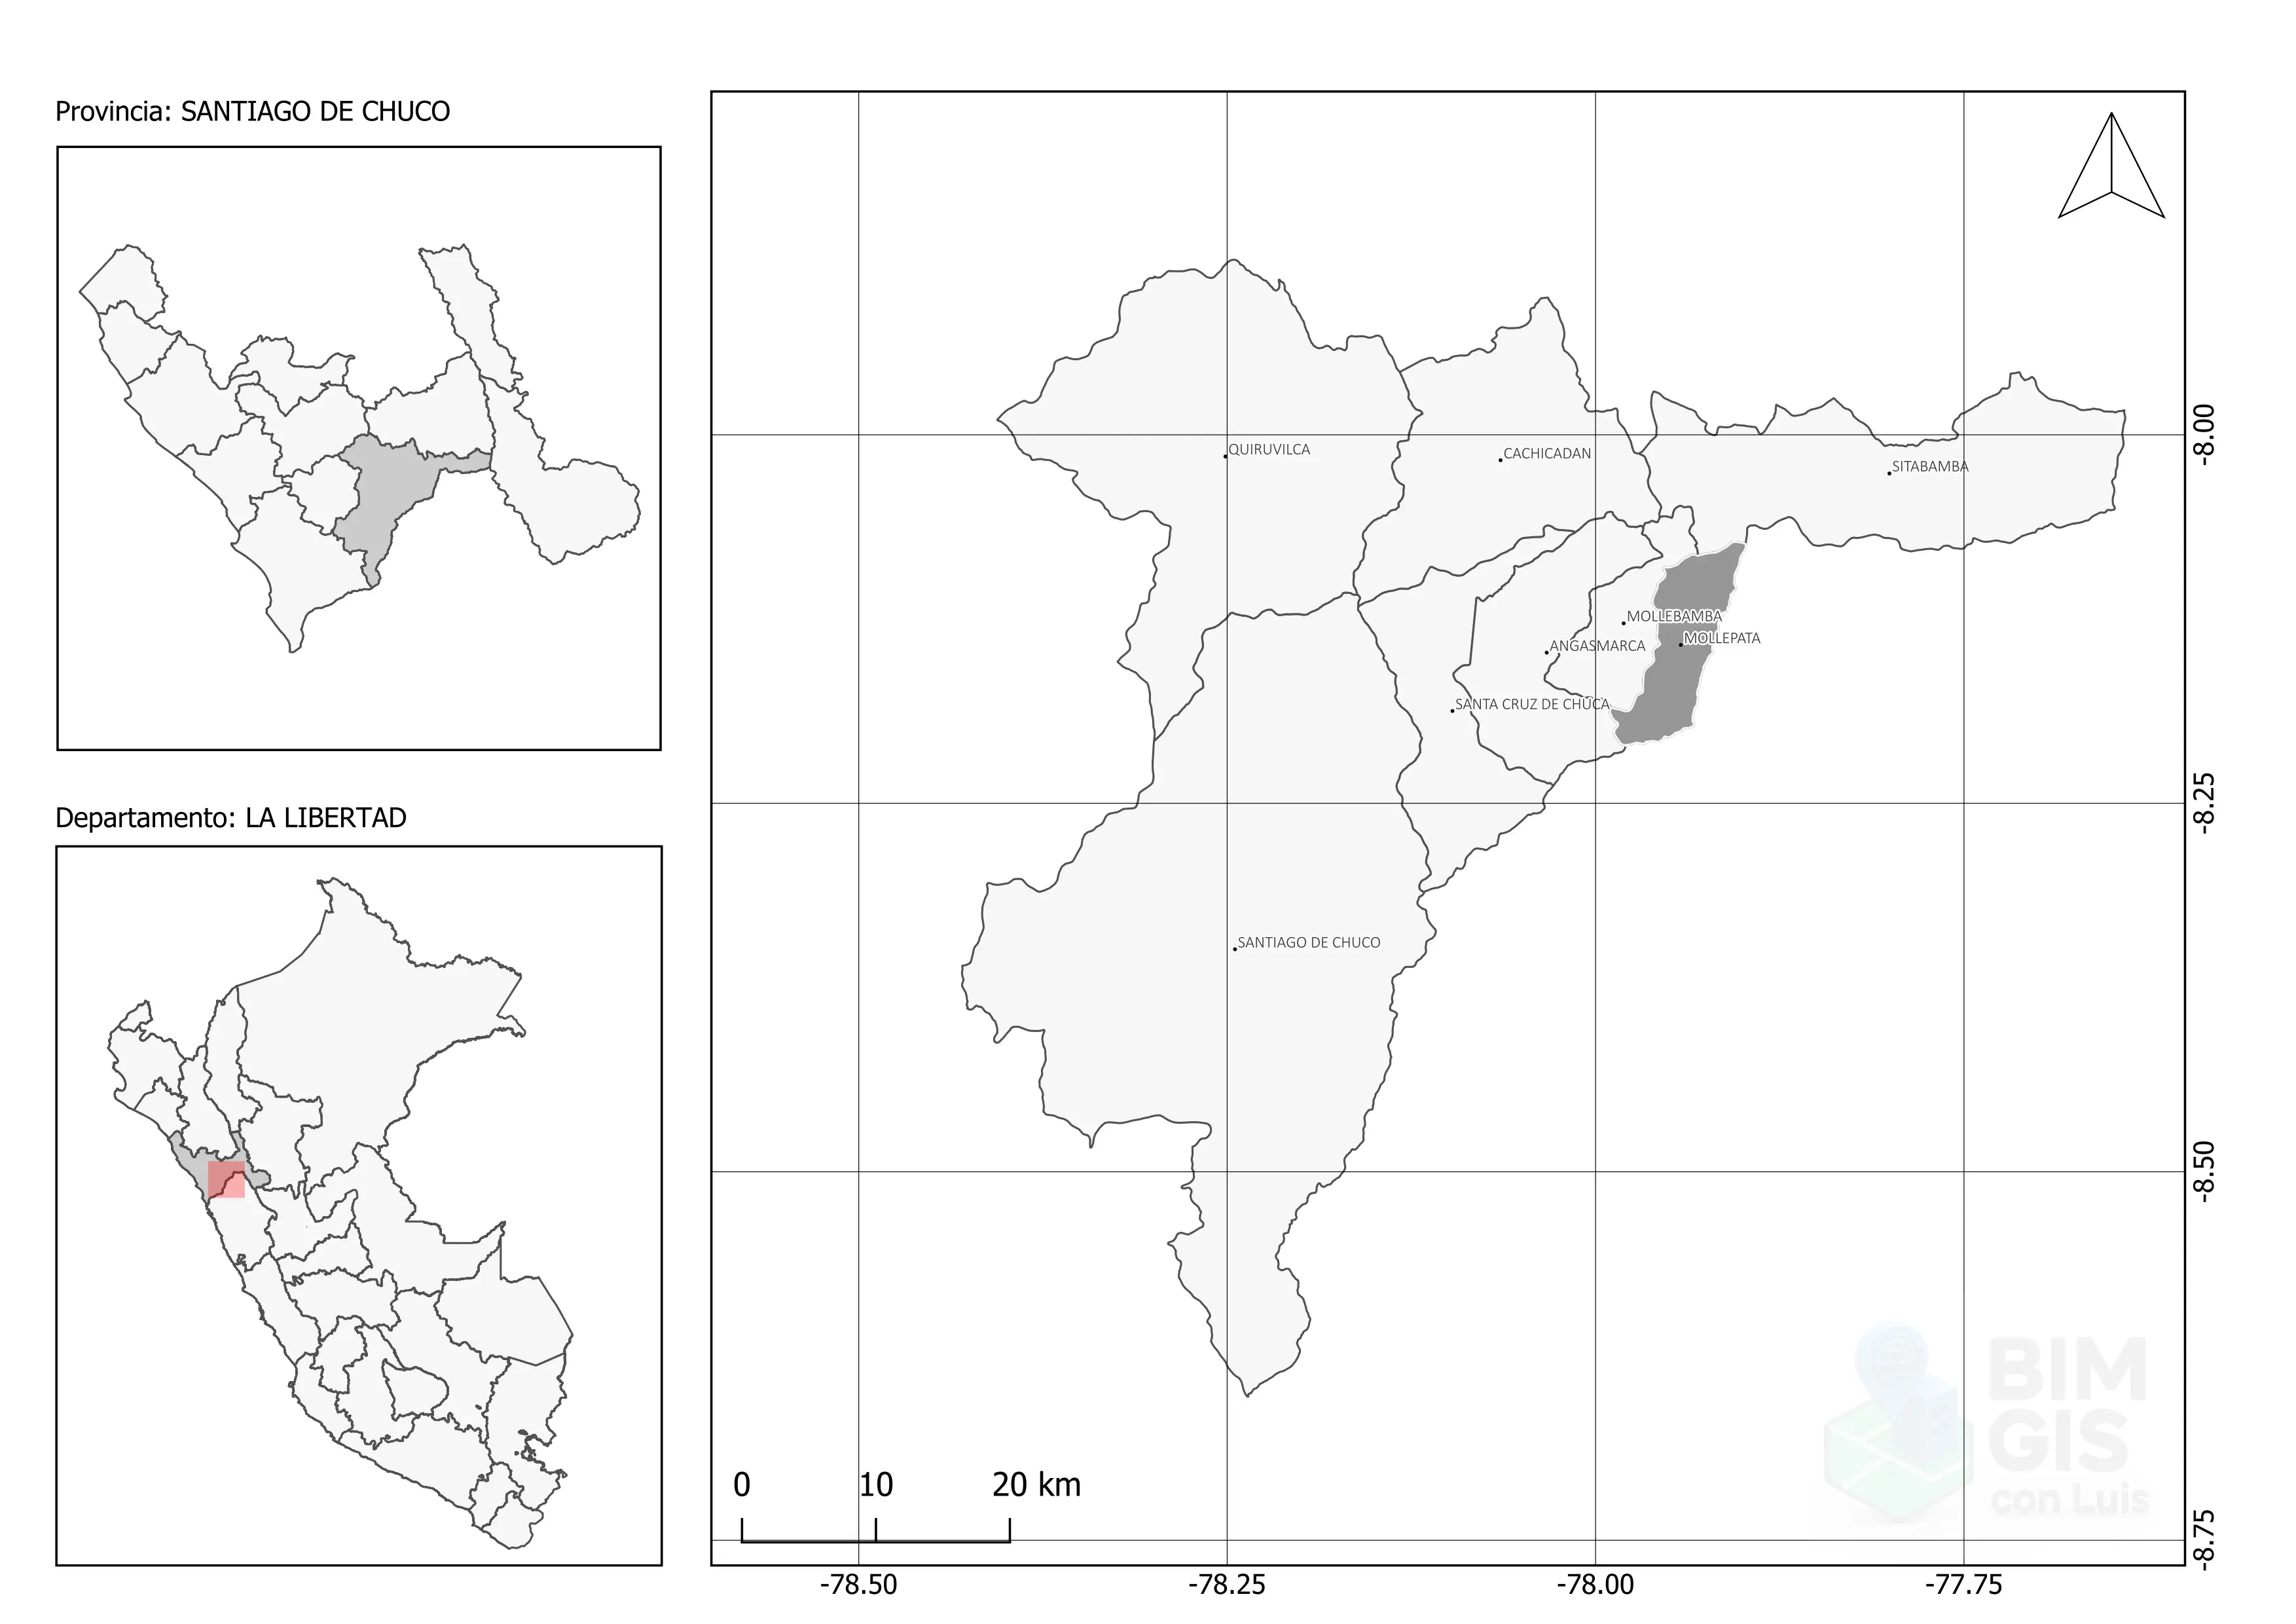 Provincia: SANTIAGO DE CHUCO
Departamento: LA LIBERTAD
QUIRUVILCA
CACHICADAN
SITABAMBA
MOLLEBAMBA
MOLLEPATA
ANGASMARCA
SANTA CRUZ DE CHUCA
SANTIAGO DE CHUCO
-8.00
-8.25
-8.50
-8.75
0 10 20 km
-78.50 -78.25 -78.00 -77.75
BIM
GIS
con Luis